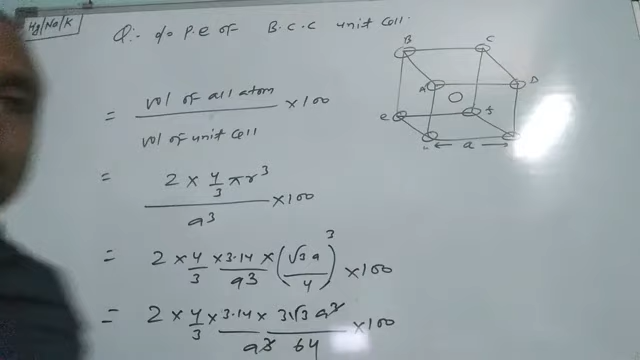 Hg|Na|K
Q:- % P.e of B.C.C unit Cell.
= vol of all atom / vol of unit cell × 100
= 2 × 4/3 πr³ / a³ × 100
= 2 × 4/3 × 3.14/a³ × (√3 a/4)³ × 100
= 2 × 4/3 × 3.14/a³ × 3√3 a³/64 × 100
B
C
A
D
e
a